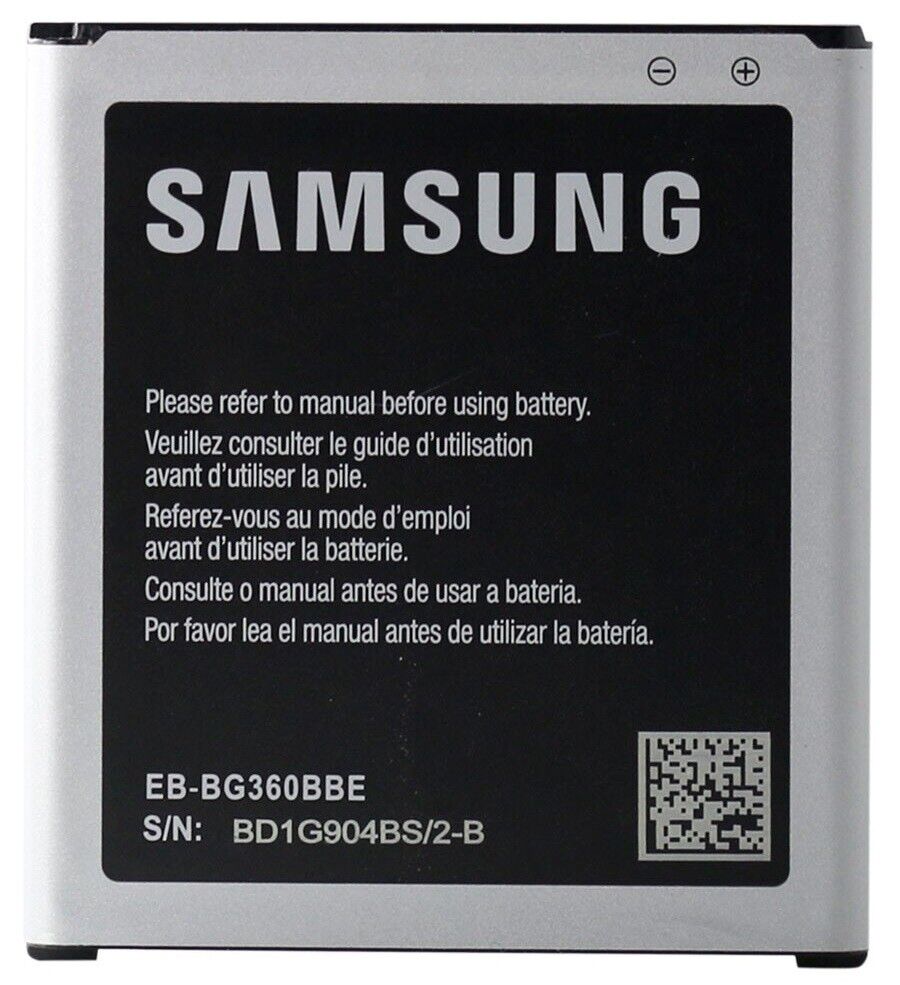 SAMSUNG
Please refer to manual before using battery.
Veuillez consulter le guide d'utilisation
avant d'utiliser la pile.
Referez-vous au mode d'emploi
avant d'utiliser la batterie.
Consulte o manual antes de usar a bateria.
Por favor lea el manual antes de utilizar la batería.
EB-BG360BBE
S/N: BD1G904BS/2-B